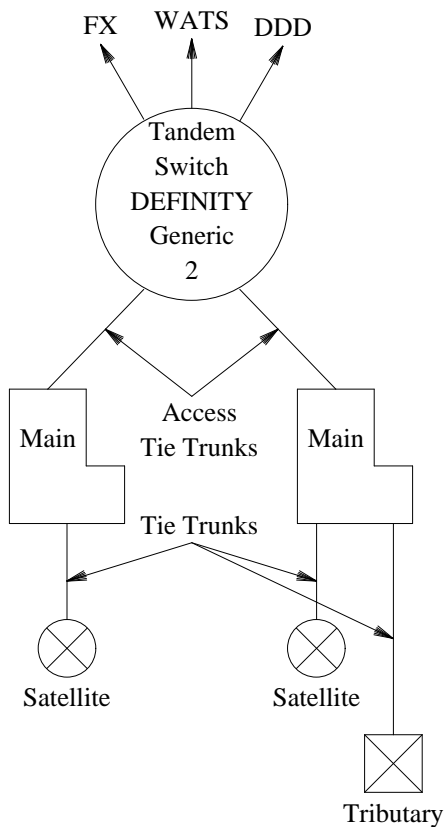 FX WATS DDD
Tandem
Switch
DEFINITY
Generic
2
Main
Access
Tie Trunks
Main
Tie Trunks
Satellite
Satellite
Tributary